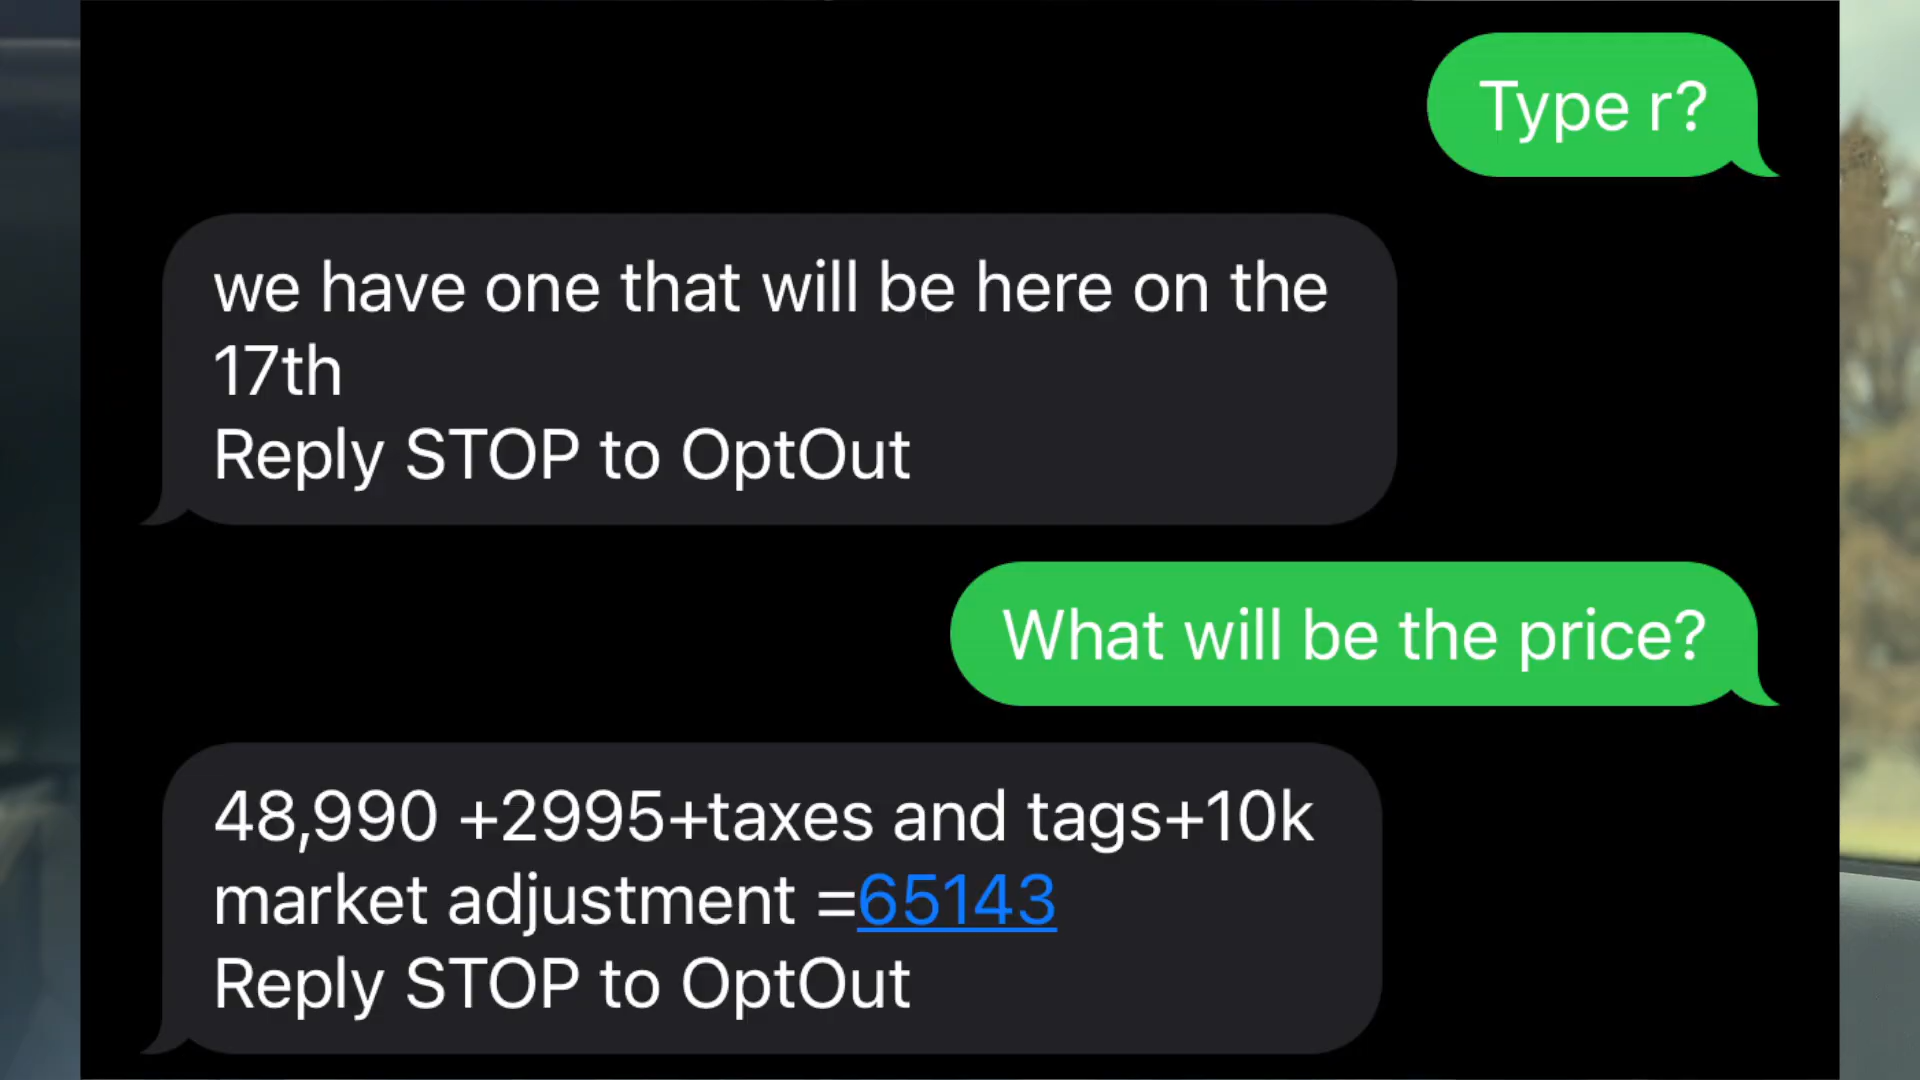 Type r?
we have one that will be here on the
17th
Reply STOP to OptOut
What will be the price?
48,990 +2995+taxes and tags+10k
market adjustment =65143
Reply STOP to OptOut